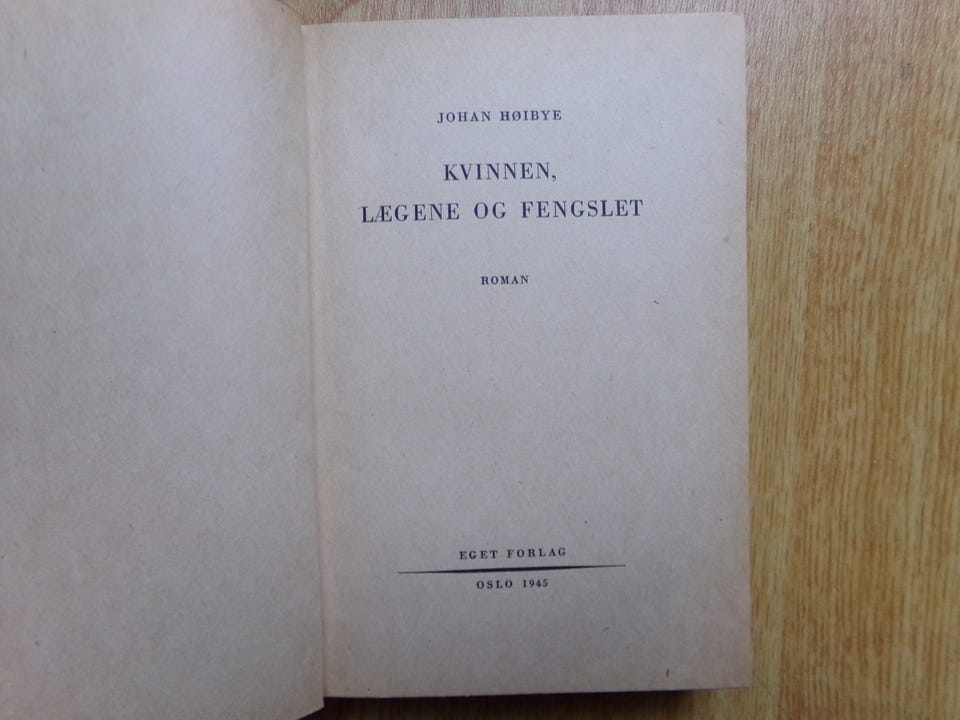 JOHAN HØIBYE
KVINNEN,
LÆGENE OG FENGSLET
ROMAN
EGET FORLAG
OSLO 1945